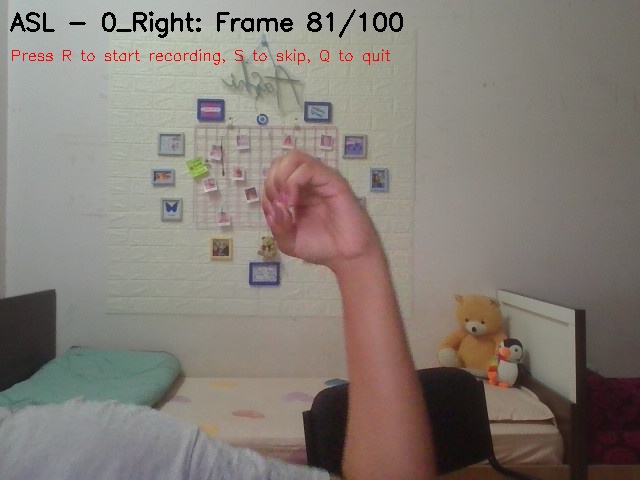 ASL - 0_Right: Frame 81/100
Press R to start recording, S to skip, Q to quit